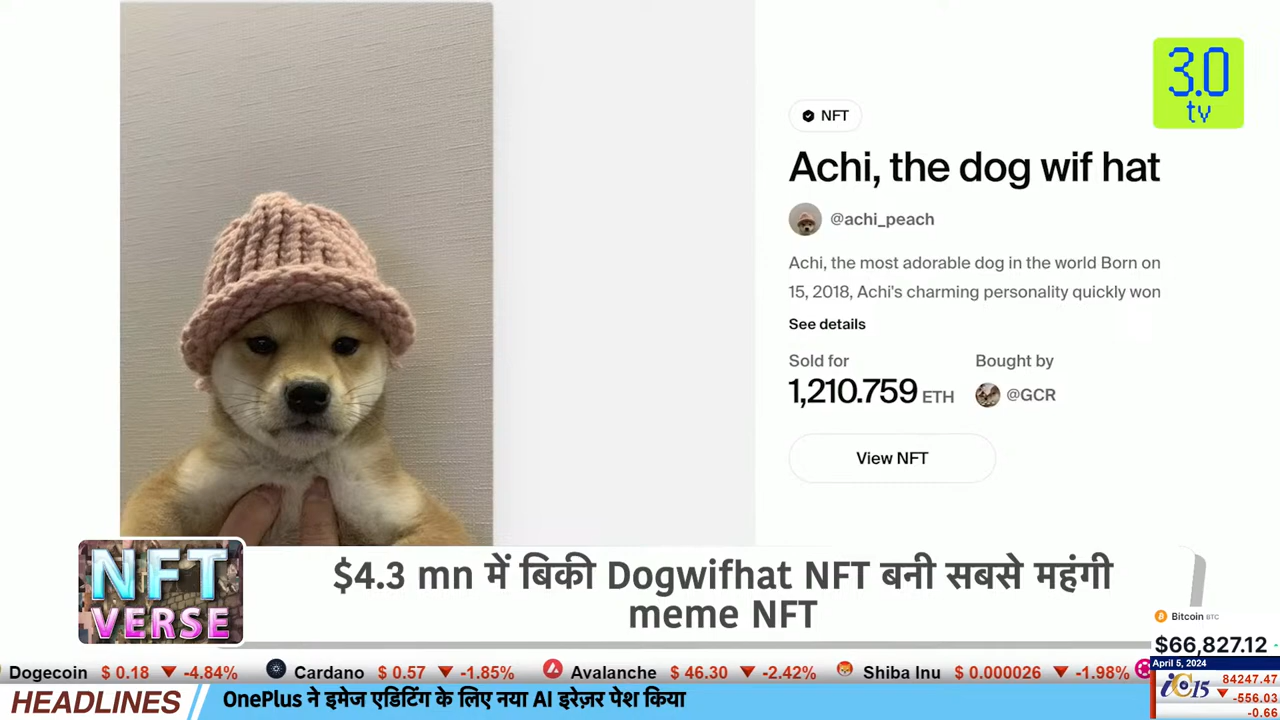 3.0
tv
NFT
Achi, the dog wif hat
@achi_peach
Achi, the most adorable dog in the world Born on
15, 2018, Achi's charming personality quickly won
See details
Sold for
Bought by
1,210.759 ETH
@GCR
View NFT
NFT
VERSE
$4.3 mn में बिकी Dogwifhat NFT बनी सबसे महंगी
meme NFT
Bitcoin BTC
$66,827.12
Dogecoin $ 0.18 ▼ -4.84% Cardano $ 0.57 ▼ -1.85% Avalanche $ 46.30 ▼ -2.42% Shiba Inu $ 0.000026 ▼ -1.98%
April 5, 2024
HEADLINES
OnePlus ने इमेज एडिटिंग के लिए नया AI इरेज़र पेश किया
iC15
84247.47
▼ -556.03
-0.66